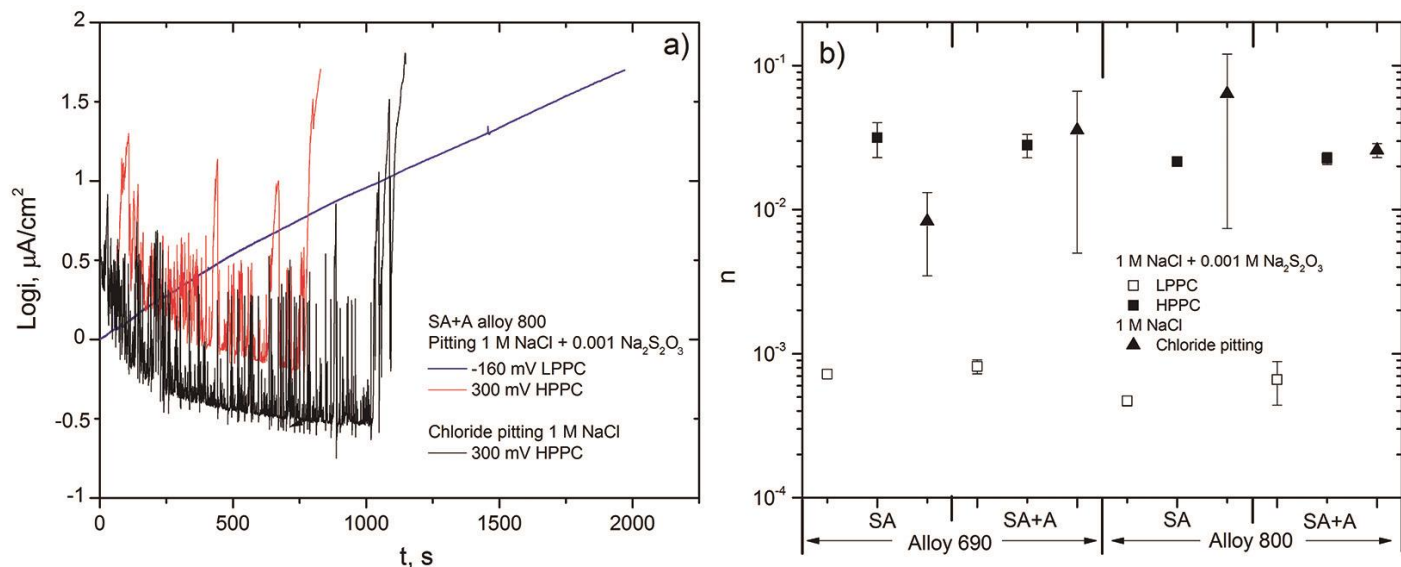 a)
2
1.5
1
0.5
0
-0.5
-1
0
500
1000
1500
2000
Logi, µA/cm²
t, s
SA+A alloy 800
Pitting 1 M NaCl + 0.001 Na₂S₂O₃
-160 mV LPPC
300 mV HPPC
Chloride pitting 1 M NaCl
300 mV HPPC
b)
10⁻¹
10⁻²
10⁻³
10⁻⁴
n
1 M NaCl + 0.001 M Na₂S₂O₃
LPPC
HPPC
1 M NaCl
Chloride pitting
SA
SA+A
SA
SA+A
Alloy 690
Alloy 800